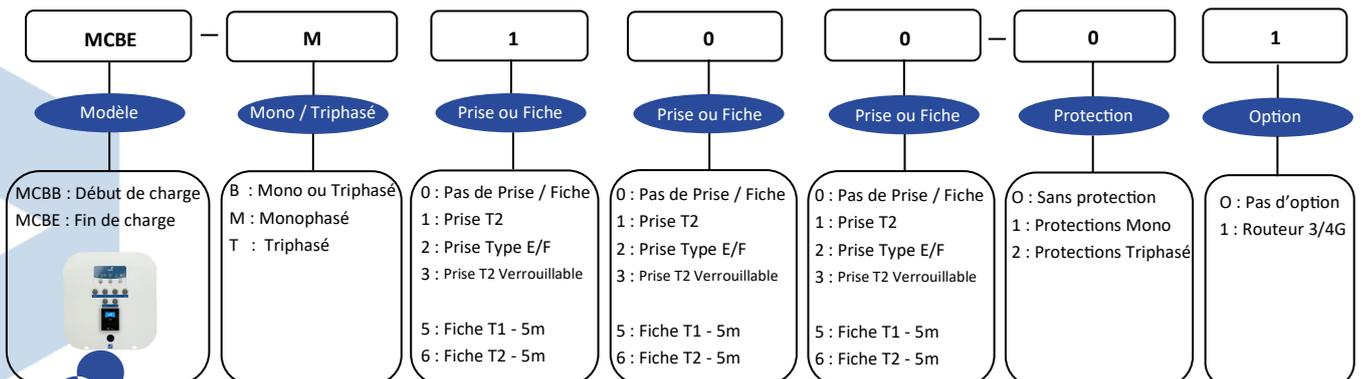 MCBE – M 1 0 0 – 0 1
Modèle
Mono / Triphasé
Prise ou Fiche
Prise ou Fiche
Prise ou Fiche
Protection
Option
MCBB : Début de charge
MCBE : Fin de charge
B : Mono ou Triphasé
M : Monophasé
T : Triphasé
0 : Pas de Prise / Fiche
1 : Prise T2
2 : Prise Type E/F
3 : Prise T2 Verrouillable
5 : Fiche T1 - 5m
6 : Fiche T2 - 5m
0 : Pas de Prise / Fiche
1 : Prise T2
2 : Prise Type E/F
3 : Prise T2 Verrouillable
5 : Fiche T1 - 5m
6 : Fiche T2 - 5m
0 : Pas de Prise / Fiche
1 : Prise T2
2 : Prise Type E/F
3 : Prise T2 Verrouillable
5 : Fiche T1 - 5m
6 : Fiche T2 - 5m
O : Sans protection
1 : Protections Mono
2 : Protections Triphasé
O : Pas d’option
1 : Routeur 3/4G